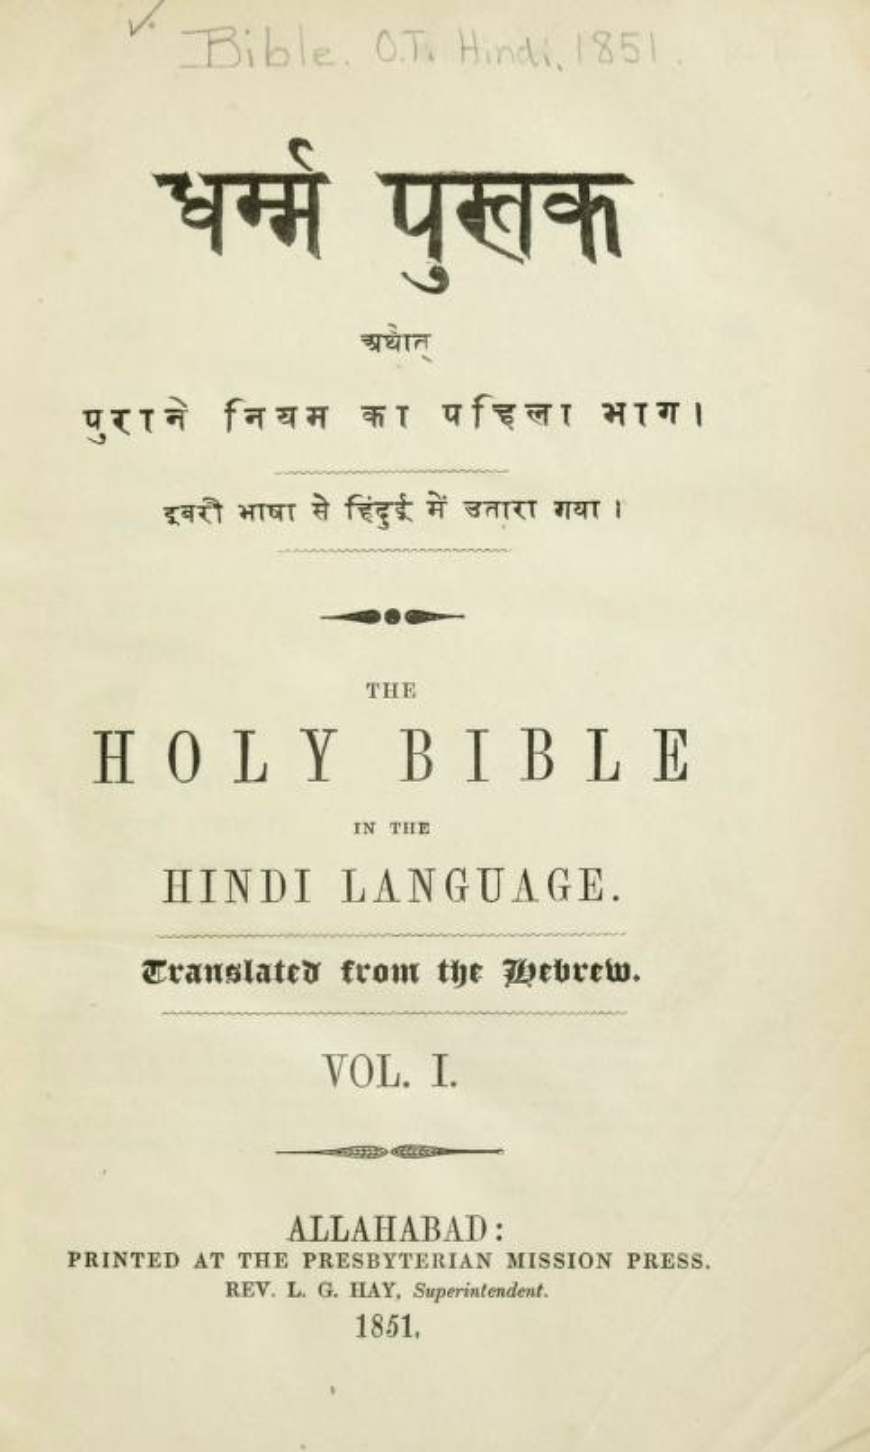 Bible. O.T. Hindi. 1851.
धर्म्म पुस्तक
अर्थात्
पुराने नियम का पहिला भाग।
इबरी भाषा से हिंदुई में उतारा गया।
THE
HOLY BIBLE
IN THE
HINDI LANGUAGE.
Translated from the Hebrew.
VOL. I.
ALLAHABAD:
PRINTED AT THE PRESBYTERIAN MISSION PRESS.
REV. L. G. HAY, Superintendent.
1851.